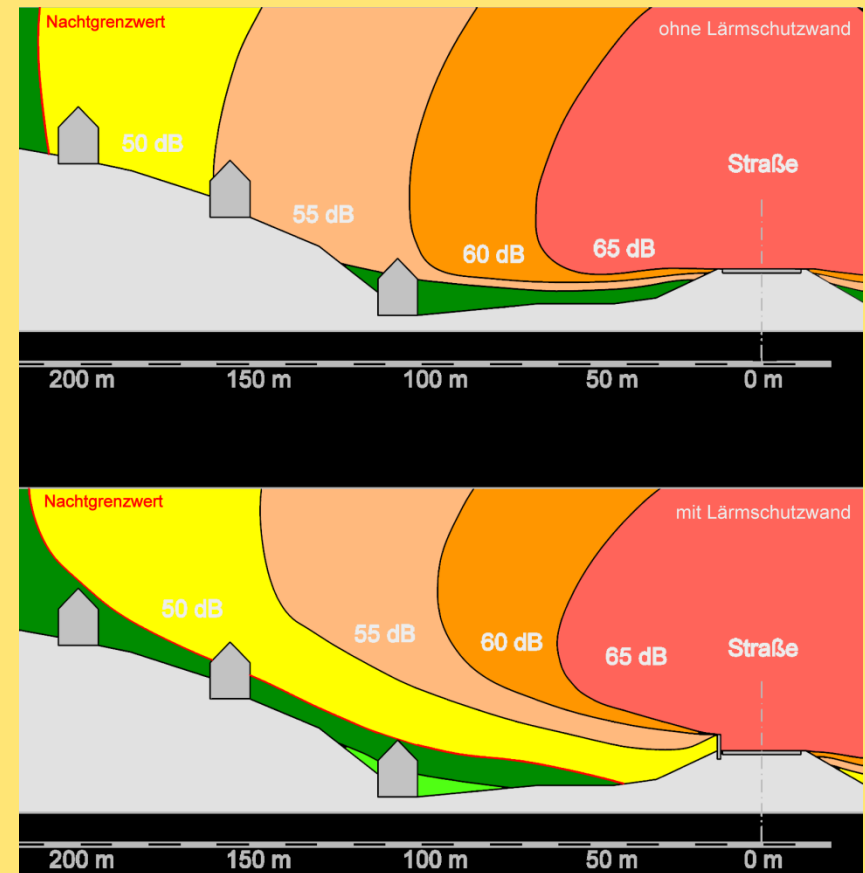 Nachtgrenzwert
ohne Lärmschutzwand
50 dB
55 dB
60 dB
65 dB
Straße
200 m
150 m
100 m
50 m
0 m
Nachtgrenzwert
mit Lärmschutzwand
50 dB
55 dB
60 dB
65 dB
Straße
200 m
150 m
100 m
50 m
0 m